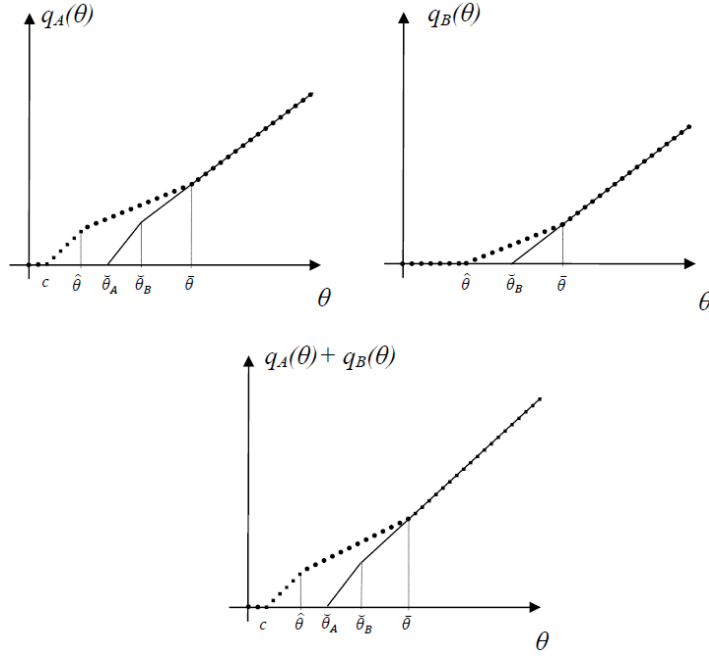 q_A(θ) q_B(θ)
c θ̂ θ̌_A θ̌_B θ̄ θ̂ θ̌_B θ̄
θ θ
q_A(θ) + q_B(θ)
c θ̂ θ̌_A θ̌_B θ̄
θ